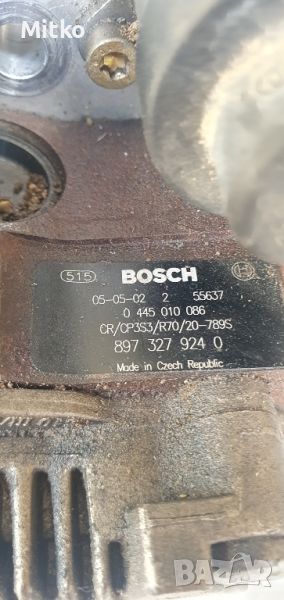 Mitko
515 BOSCH
05-05-02 2 55637
0 445 010 086
CR/CP3S3/R70/20-789S
897 327 924 0
Made in Czech Republic
BAZAR